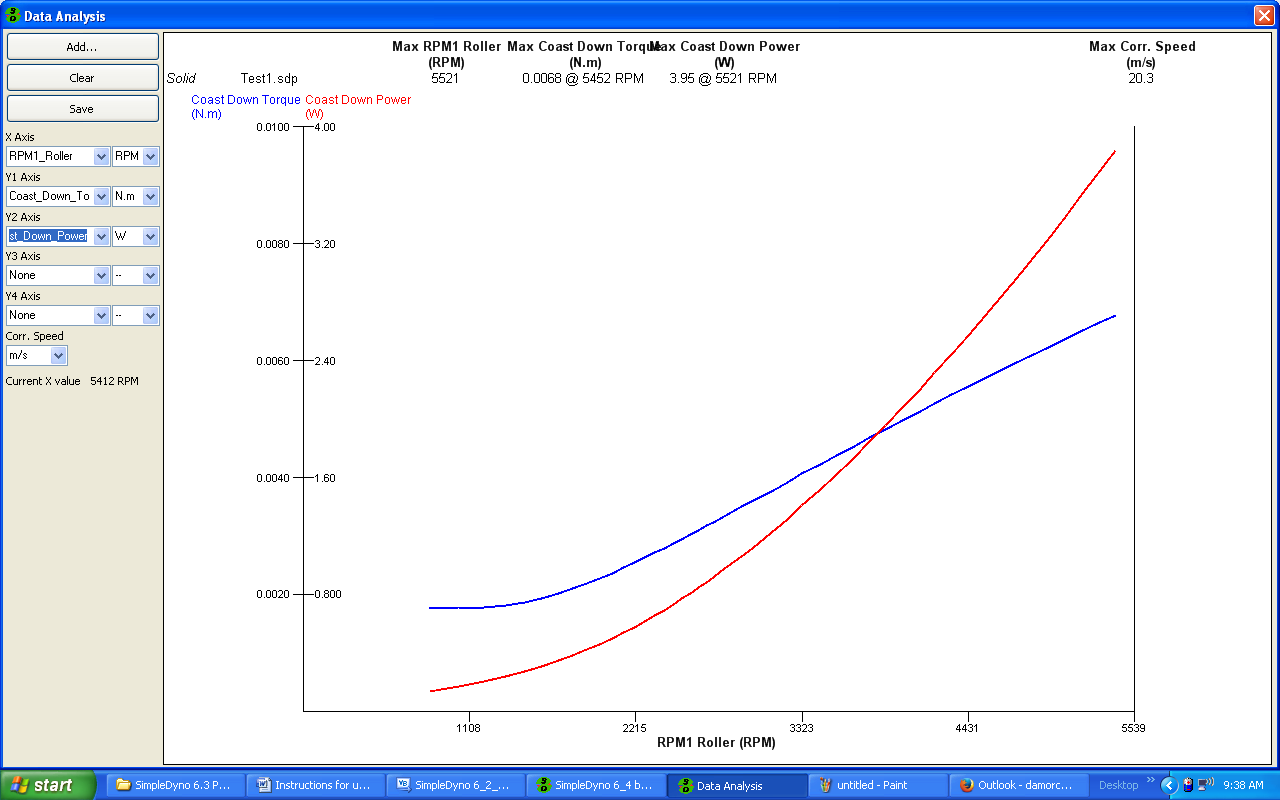 Data Analysis
Add...
Clear
Save
X Axis
RPM1_Roller RPM
Y1 Axis
Coast_Down_To N.m
Y2 Axis
st_Down_Power W
Y3 Axis
None --
Y4 Axis
None --
Corr. Speed
m/s
Current X value 5412 RPM
Max RPM1 Roller Max Coast Down Torque Max Coast Down Power Max Corr. Speed
(RPM) (N.m) (W) (m/s)
Solid Test1.sdp 5521 0.0068 @ 5452 RPM 3.95 @ 5521 RPM 20.3
Coast Down Torque Coast Down Power
(N.m) (W)
0.0100 4.00
0.0080 3.20
0.0060 2.40
0.0040 1.60
0.0020 0.800
1108 2215 3323 4431 5539
RPM1 Roller (RPM)
start SimpleDyno 6.3 P... Instructions for u... SimpleDyno 6_2_... SimpleDyno 6_4 b... Data Analysis untitled - Paint Outlook - damorc... Desktop 9:38 AM